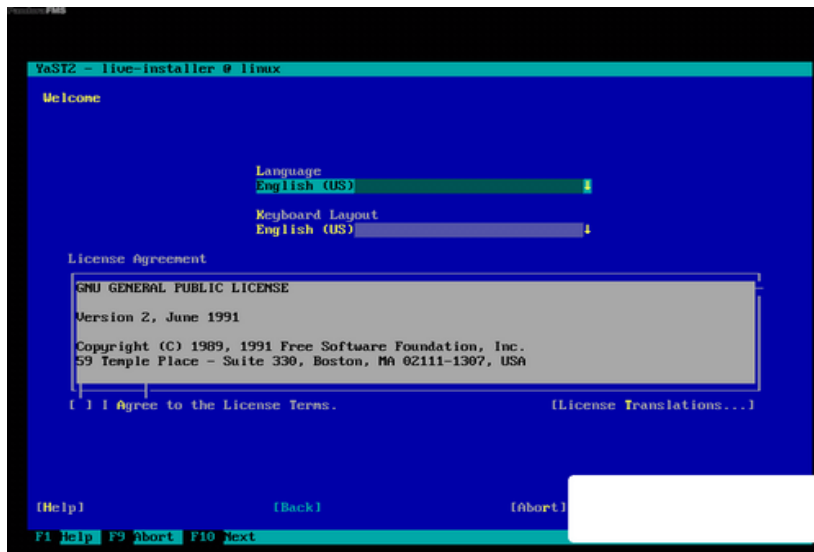 PandoraFMS
YaST2 - live-installer @ linux
Welcome
Language
English (US)
Keyboard Layout
English (US)
License Agreement
GNU GENERAL PUBLIC LICENSE
Version 2, June 1991
Copyright (C) 1989, 1991 Free Software Foundation, Inc.
59 Temple Place - Suite 330, Boston, MA 02111-1307, USA
[ ] I Agree to the License Terms. [License Translations...]
[Help] [Back] [Abort]
F1 Help F9 Abort F10 Next